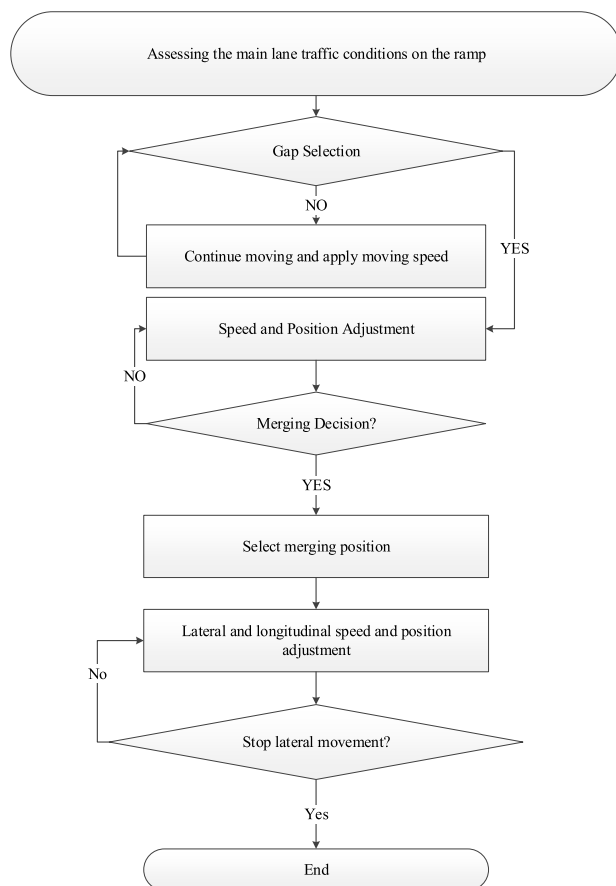 Assessing the main lane traffic conditions on the ramp
Gap Selection
NO
YES
Continue moving and apply moving speed
Speed and Position Adjustment
NO
Merging Decision?
YES
Select merging position
Lateral and longitudinal speed and position
adjustment
No
Stop lateral movement?
Yes
End